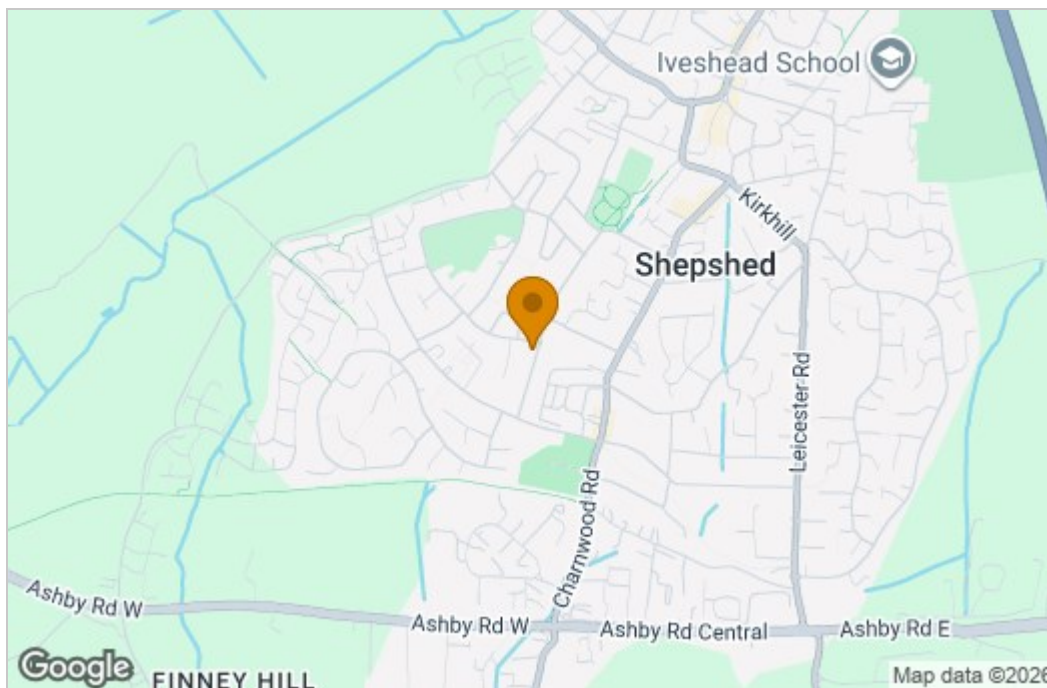 Iveshead School
Kirkhill
Shepshed
Leicester Rd
Charnwood Rd
Ashby Rd W
Ashby Rd W
Ashby Rd Central
Ashby Rd E
FINNEY HILL
Google
Map data ©2026